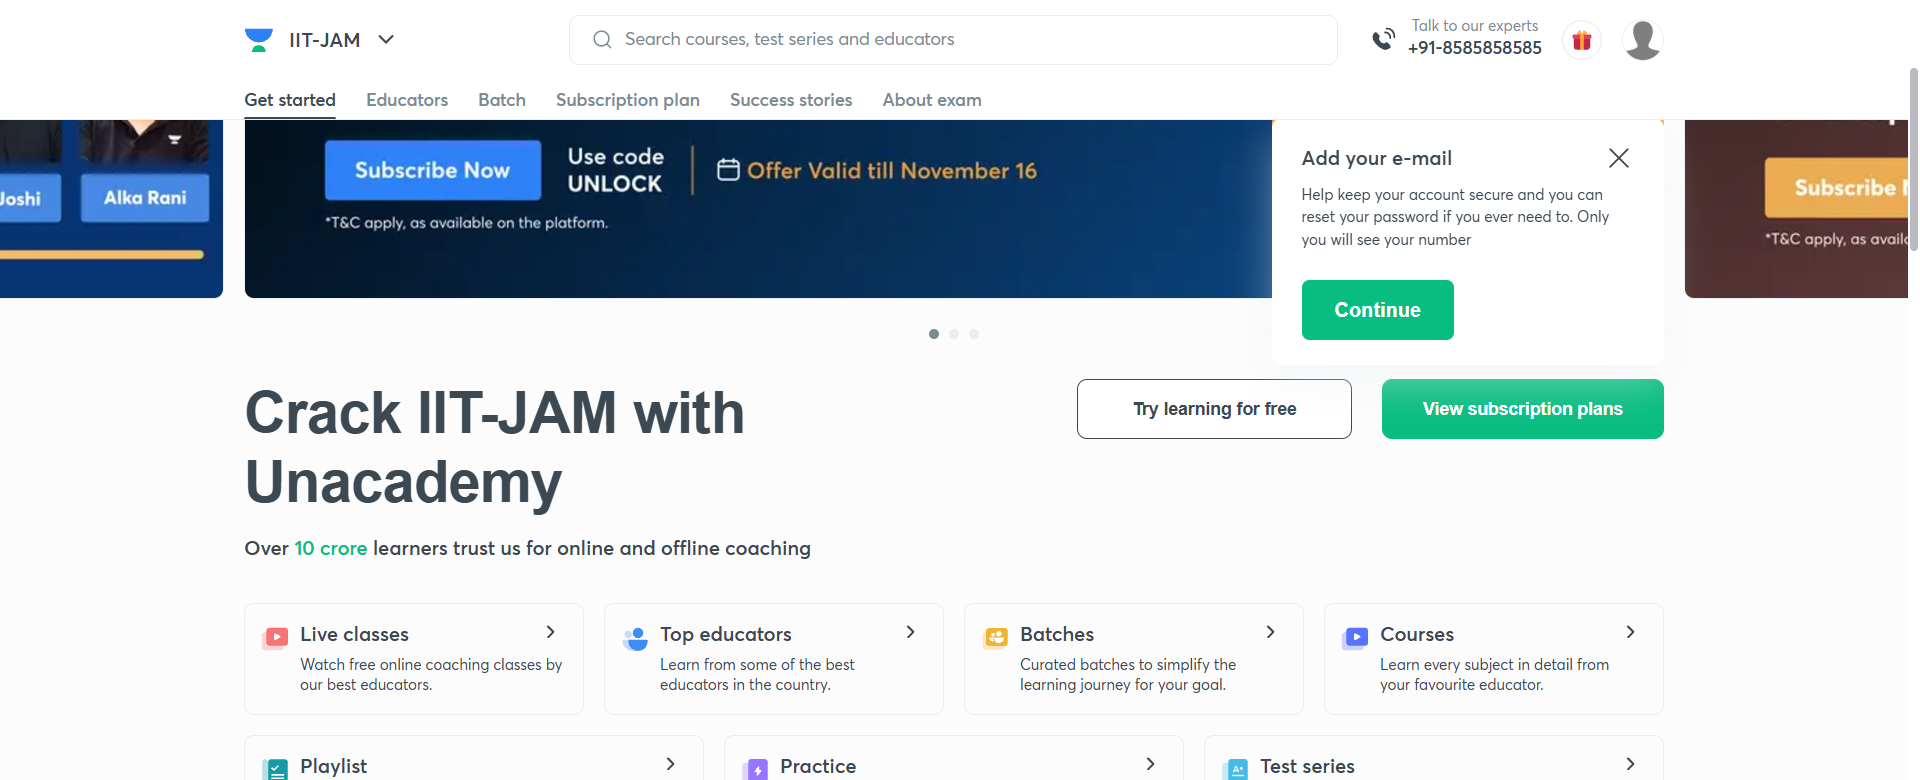 IIT-JAM
Search courses, test series and educators
Talk to our experts
+91-8585858585
Get started
Educators
Batch
Subscription plan
Success stories
About exam
Joshi
Alka Rani
Subscribe Now
Use code
UNLOCK
Offer Valid till November 16
*T&C apply, as available on the platform.
Add your e-mail
Help keep your account secure and you can
reset your password if you ever need to. Only
you will see your number
Continue
Subscribe
*T&C apply, as
Crack IIT-JAM with
Unacademy
Try learning for free
View subscription plans
Over 10 crore learners trust us for online and offline coaching
Live classes
Watch free online coaching classes by
our best educators.
Top educators
Learn from some of the best
educators in the country.
Batches
Curated batches to simplify the
learning journey for your goal.
Courses
Learn every subject in detail from
your favourite educator.
Playlist
Practice
A+
Test series